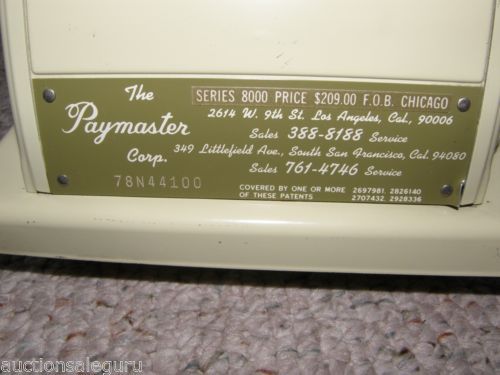 The
Paymaster
Corp.
78N44100
SERIES 8000 PRICE $209.00 F.O.B. CHICAGO
2614 W. 9th St. Los Angeles, Cal., 90006
Sales 388-8188 Service
349 Littlefield Ave., South San Francisco, Cal. 94080
Sales 761-4746 Service
COVERED BY ONE OR MORE 2697981. 2826140
OF THESE PATENTS 2707432. 2928336
auctionsaleguru